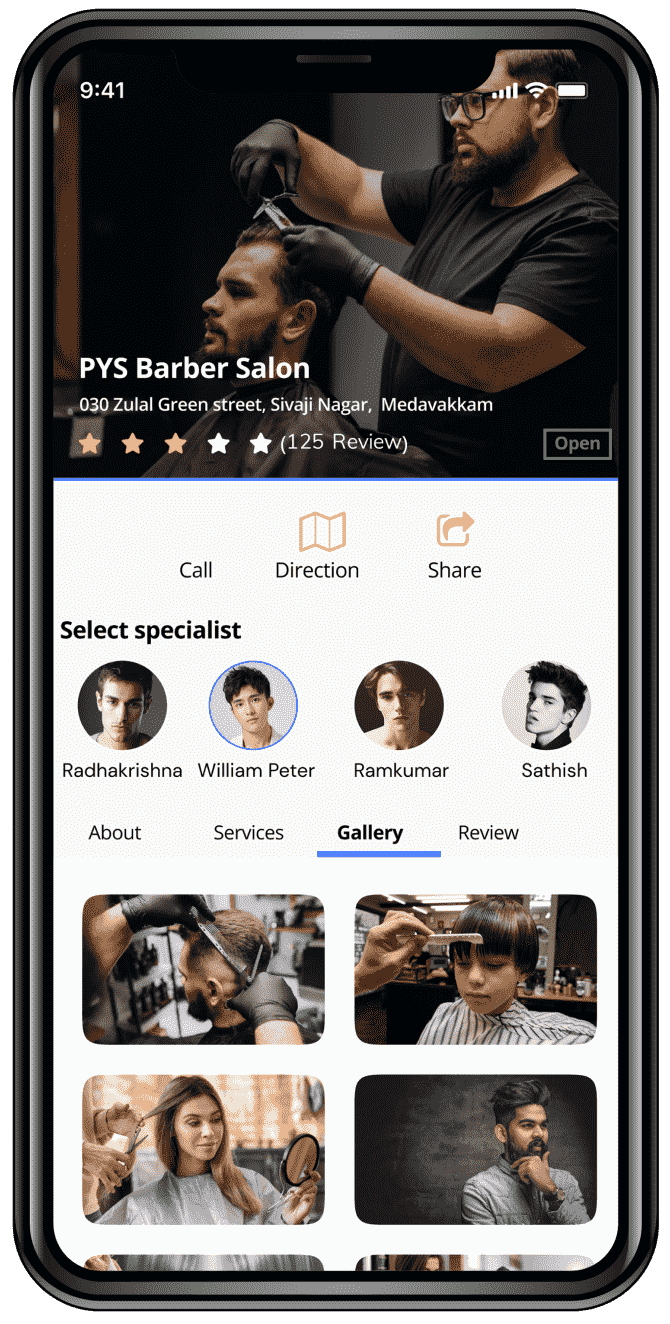 9:41
PYS Barber Salon
030 Zulal Green street, Sivaji Nagar, Medavakkam
(125 Review)
Open
Call Direction Share
Select specialist
Radhakrishna William Peter Ramkumar Sathish
About Services Gallery Review